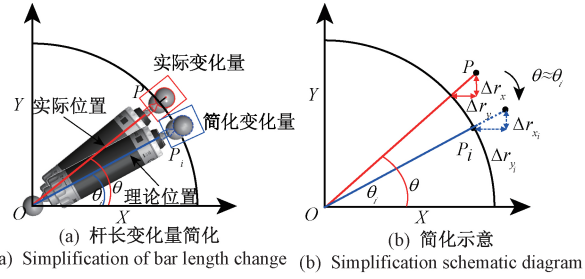 Y
实际变化量
P
实际位置
简化变化量
P_i
θ_i
θ
理论位置
O
X
(a) 杆长变化量简化
a) Simplification of bar length change
Y
P
θ≈θ_i
Δr_x
Δr_y
Δr_{x_i}
P_i
Δr_{y_i}
θ_i
θ
O
X
(b) 简化示意
(b) Simplification schematic diagram